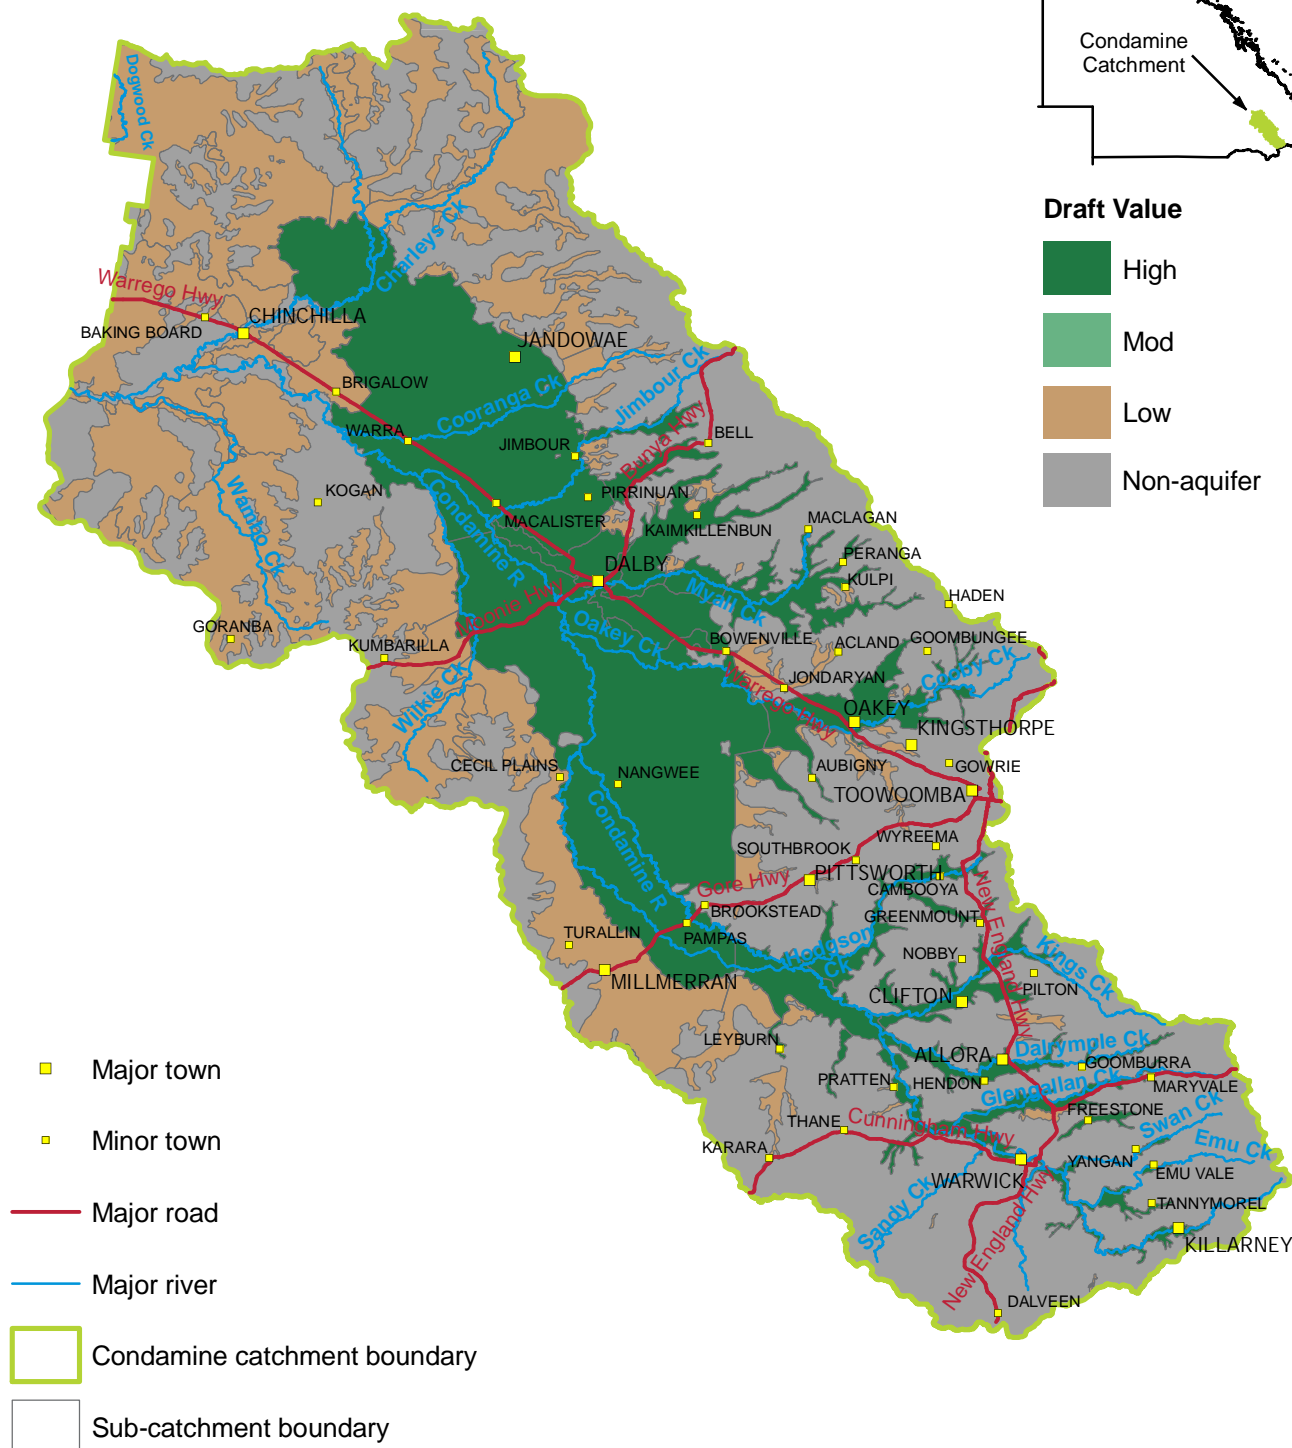 Condamine
Catchment
Dogwood Ck
Draft Value
High
Mod
Low
Non-aquifer
Charleys Ck
Warrego Hwy
CHINCHILLA
BAKING BOARD
JANDOWAE
BRIGALOW
Cooranga Ck
Jimbour Ck
WARRA
JIMBOUR
Bunya Hwy
BELL
KOGAN
Wambo Ck
Condamine R
PIRRINUAN
MACALISTER
KAIMKILLENBUN
MACLAGAN
PERANGA
DALBY
KULPI
Myall Ck
HADEN
Moonie Hwy
GORANBA
Oakey Ck
KUMBARILLA
BOWENVILLE
ACLAND
GOOMBUNGEE
Cooby Ck
JONDARYAN
Wilkie Ck
Warrego Hwy
OAKEY
KINGSTHORPE
CECIL PLAINS
NANGWEE
AUBIGNY
GOWRIE
TOOWOOMBA
Condamine R
WYREEMA
SOUTHBROOK
PITTSWORTH
Gore Hwy
CAMBOOYA
BROOKSTEAD
GREENMOUNT
New England Hwy
TURALLIN
PAMPAS
Hodgson
Ck
NOBBY
Kings Ck
MILLMERRAN
PILTON
CLIFTON
LEYBURN
ALLORA
Dalrymple Ck
GOOMBURRA
PRATTEN
HENDON
Glengallan Ck
MARYVALE
THANE
Cunningham Hwy
FREESTONE
Swan Ck
KARARA
Emu Ck
YANGAN
EMU VALE
WARWICK
Sandy Ck
TANNYMOREL
KILLARNEY
New England Hwy
DALVEEN
Major town
Minor town
Major road
Major river
Condamine catchment boundary
Sub-catchment boundary